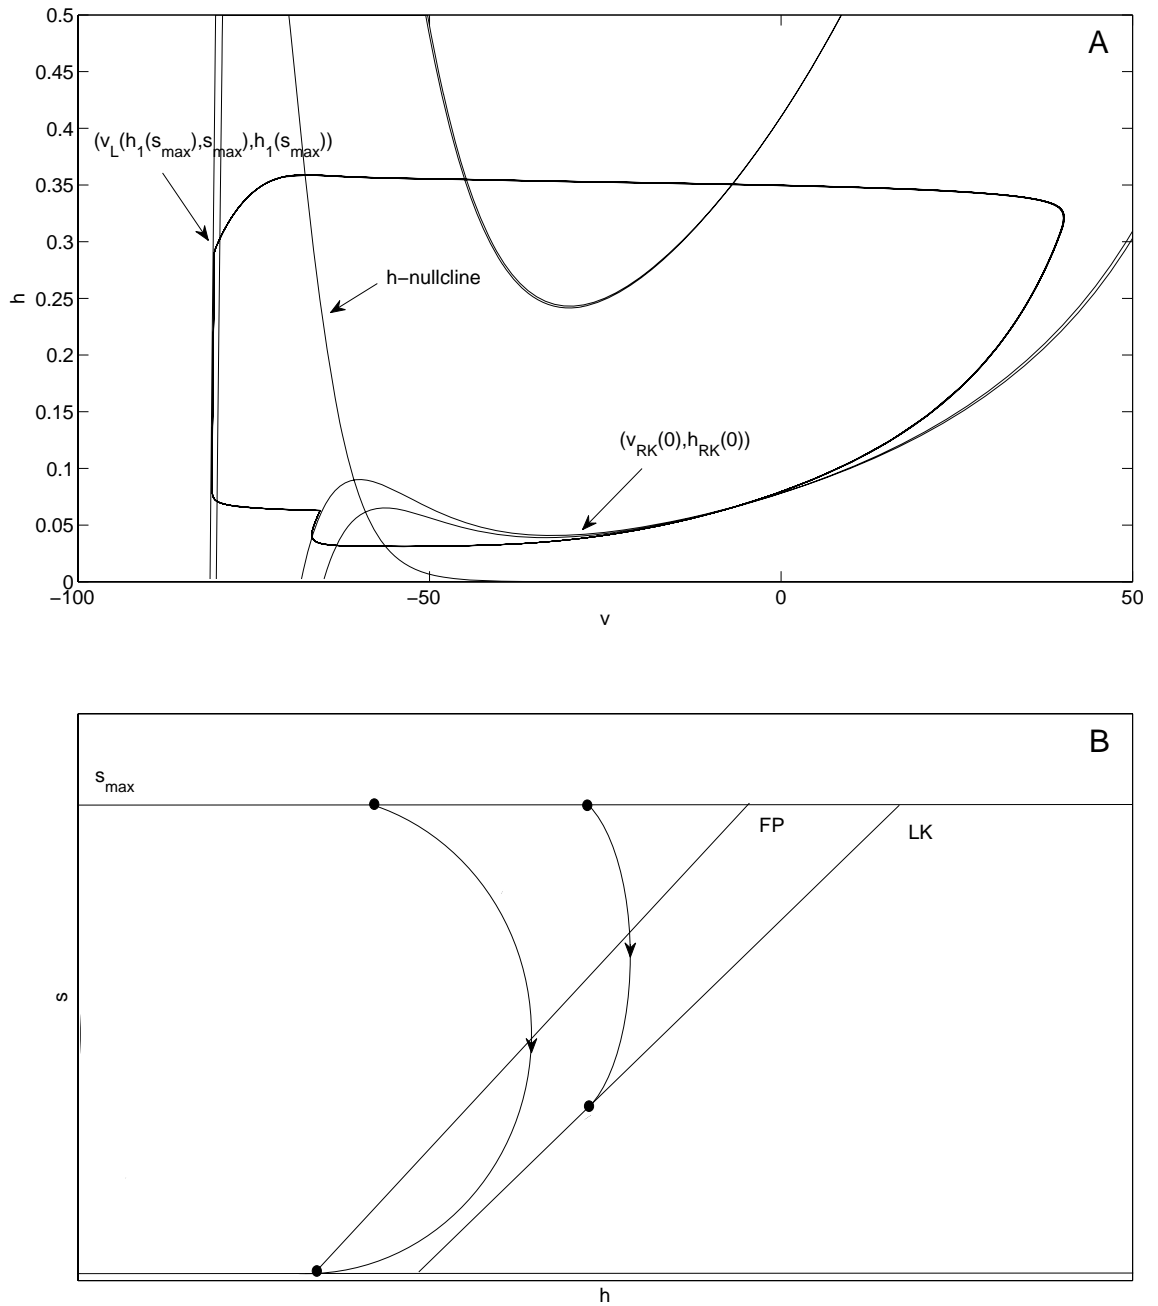 0.5
A
0.45
(v_L(h_1(s_max),s_max),h_1(s_max))
0.4
0.35
0.3
h−nullcline
h
0.25
0.2
0.15
(v_RK(0),h_RK(0))
0.1
0.05
0
−100
−50
0
50
v
B
s_max
FP
LK
s
h